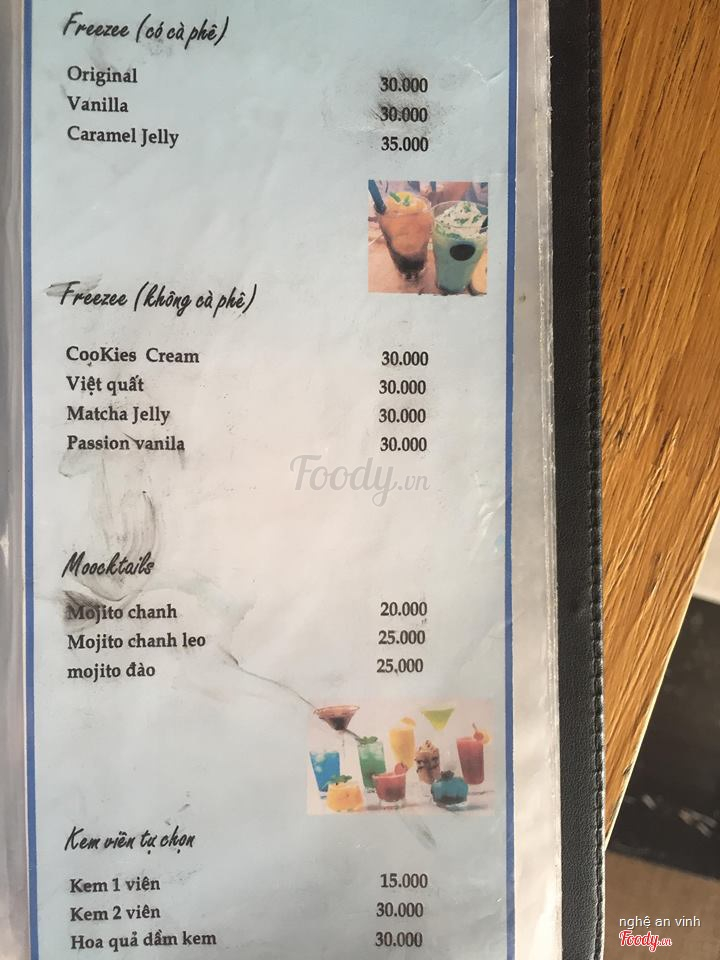 Freezee (có cà phê)
Original 30.000
Vanilla 30.000
Caramel Jelly 35.000
Freezee (không cà phê)
CooKies Cream 30.000
Việt quất 30.000
Matcha Jelly 30.000
Passion vanila 30.000
Foody.vn
Moocktails
Mojito chanh 20.000
Mojito chanh leo 25.000
mojito đào 25,000
Kem viên tự chọn
Kem 1 viên 15.000
Kem 2 viên 30.000
Hoa quả dầm kem 30.000
nghệ an vinh
Foody.vn